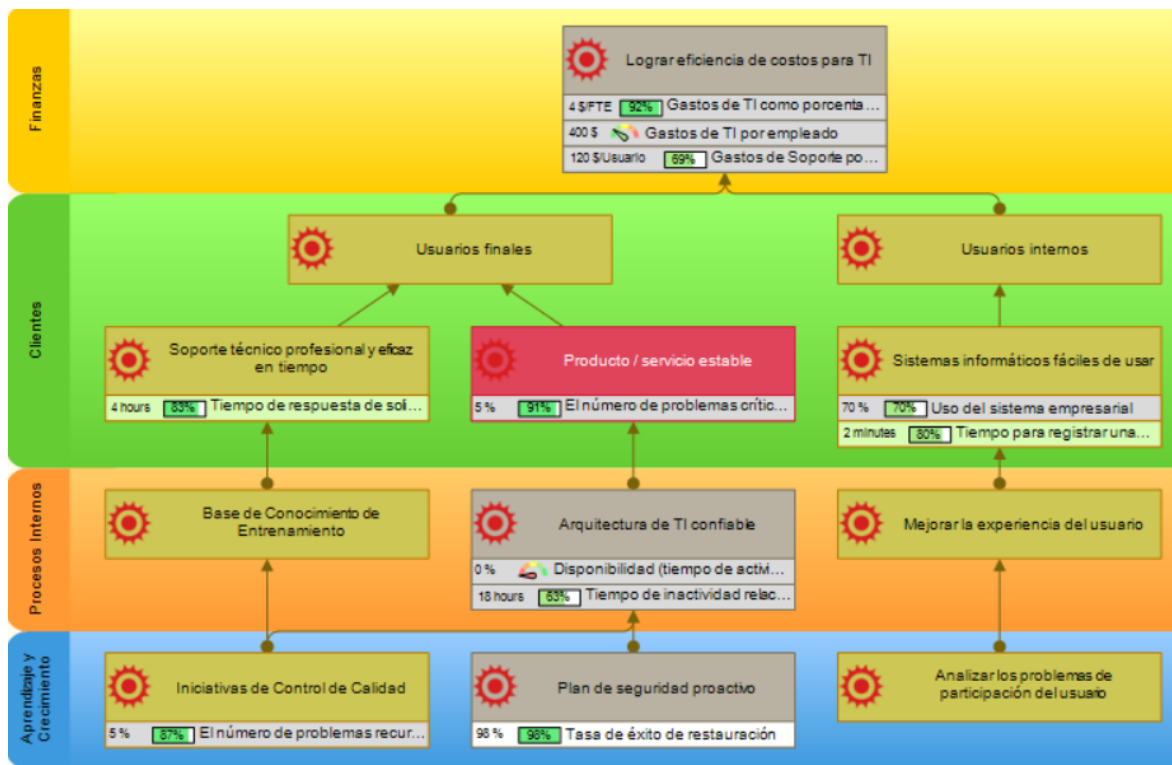 Finanzas
Lograr eficiencia de costos para TI
4 $/FTE 92% Gastos de TI como porcenta...
400 $ Gastos de TI por empleado
120 $/Usuario 69% Gastos de Soporte po...
Clientes
Usuarios finales
Usuarios internos
Soporte técnico profesional y eficaz
en tiempo
4 hours 83% Tiempo de respuesta de soli...
Producto / servicio estable
5 % 91% El número de problemas crític...
Sistemas informáticos fáciles de usar
70 % 70% Uso del sistema empresarial
2 minutes 80% Tiempo para registrar una...
Procesos Internos
Base de Conocimiento de
Entrenamiento
Arquitectura de TI confiable
0 % Disponibilidad (tiempo de activi...
18 hours 63% Tiempo de inactividad relac...
Mejorar la experiencia del usuario
Aprendizaje y
Crecimiento
Iniciativas de Control de Calidad
5 % 87% El número de problemas recur...
Plan de seguridad proactivo
98 % 98% Tasa de éxito de restauración
Analizar los problemas de
participación del usuario